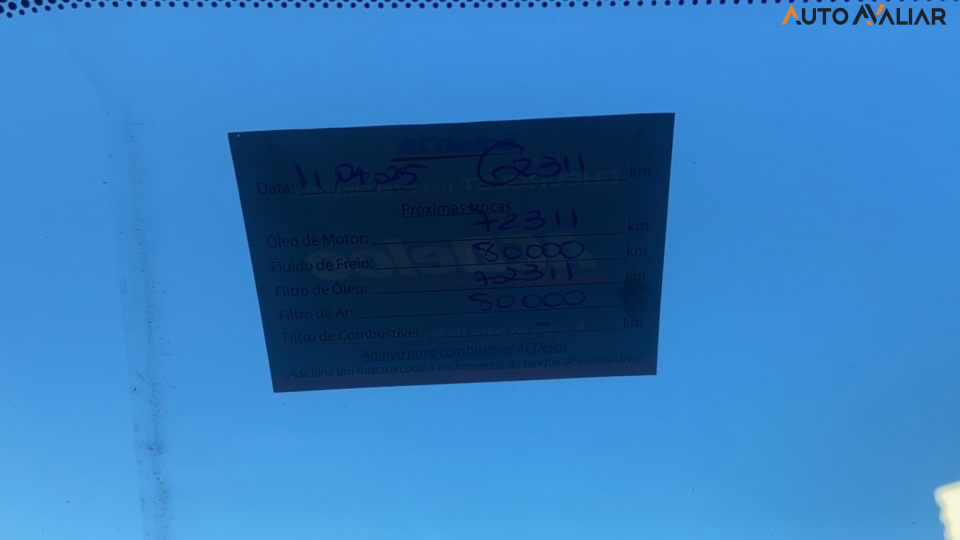 AUTO AVALIAR
ACDelco
Data: 11,04,25 62311 km
Próximas trocas
Óleo de Motor: 72311 km
Fluído de Freio: 80000 km
Filtro de Óleo: 72311 km
Filtro de Ar: 80000
Filtro de Combustível: - km
Aditivo para combustível ACDelco
Adicione um frasco a cada 4 enchimentos do tanque de combustível